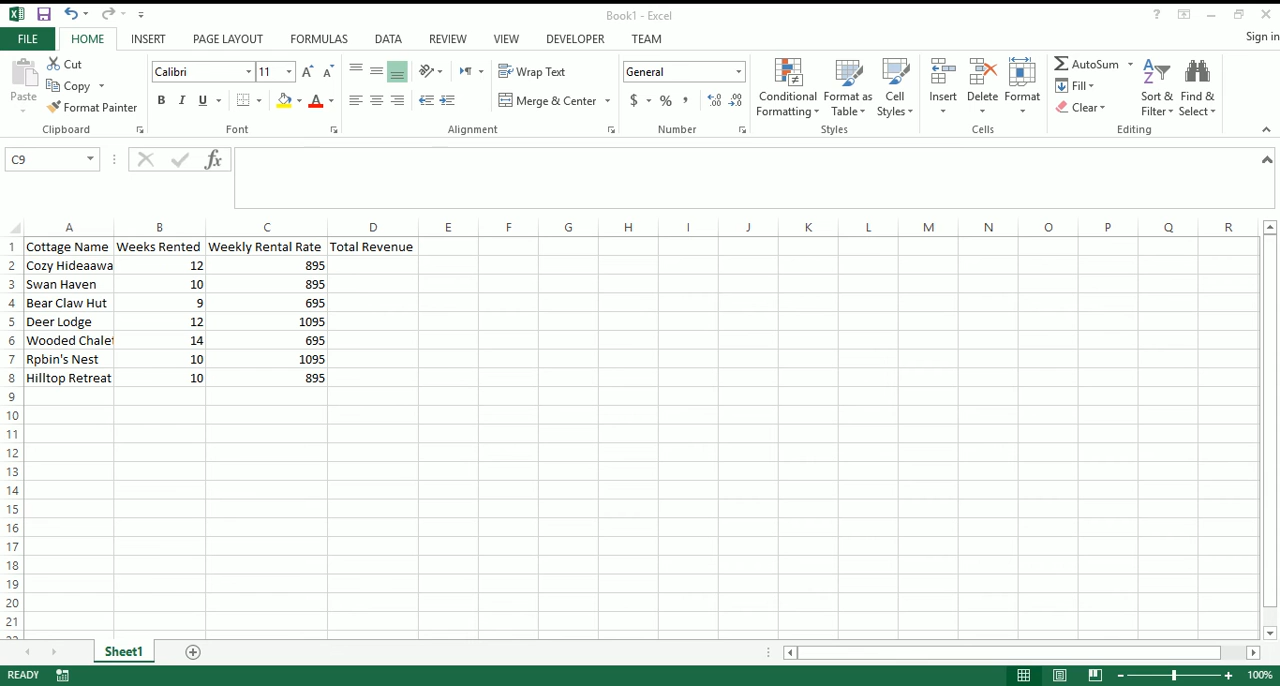 Book1 - Excel
FILE HOME INSERT PAGE LAYOUT FORMULAS DATA REVIEW VIEW DEVELOPER TEAM Sign in
Paste Cut Copy Format Painter Clipboard
Calibri 11 B I U A A A Font
Wrap Text Merge & Center Alignment
General $ % , Number
Conditional Formatting Format as Table Cell Styles Styles
Insert Delete Format Cells
AutoSum Fill Clear Sort & Filter Find & Select Editing
C9 fx
A B C D E F G H I J K L M N O P Q R
1 Cottage Name Weeks Rented Weekly Rental Rate Total Revenue
2 Cozy Hideaawa 12 895
3 Swan Haven 10 895
4 Bear Claw Hut 9 695
5 Deer Lodge 12 1095
6 Wooded Chalet 14 695
7 Rpbin's Nest 10 1095
8 Hilltop Retreat 10 895
9
10
11
12
13
14
15
16
17
18
19
20
21
Sheet1
READY 100%